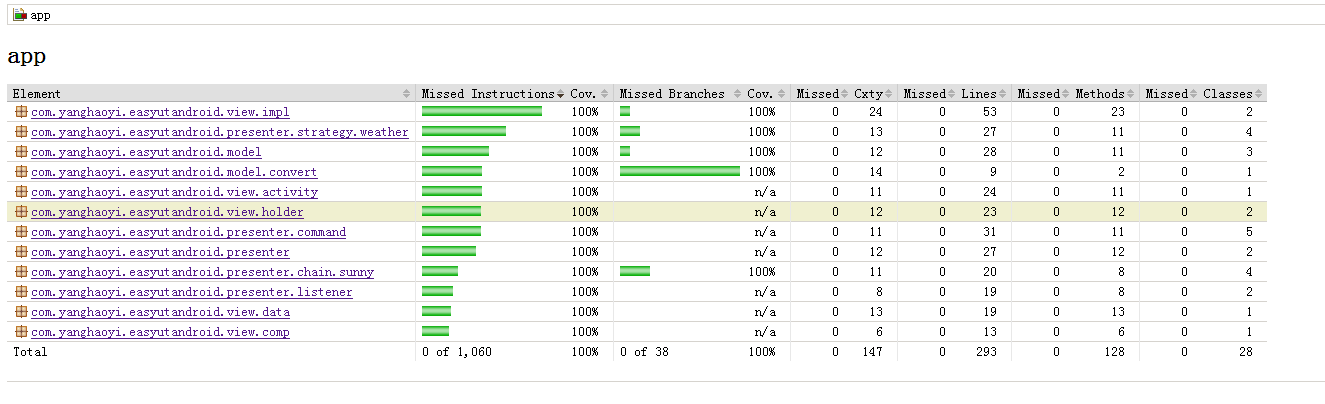 app
app
Element Missed Instructions Cov. Missed Branches Cov. Missed Cxty Missed Lines Missed Methods Missed Classes
com.yanghaoyi.easyutandroid.view.impl 100% 100% 0 24 0 53 0 23 0 2
com.yanghaoyi.easyutandroid.presenter.strategy.weather 100% 100% 0 13 0 27 0 11 0 4
com.yanghaoyi.easyutandroid.model 100% 100% 0 12 0 28 0 11 0 3
com.yanghaoyi.easyutandroid.model.convert 100% 100% 0 14 0 9 0 2 0 1
com.yanghaoyi.easyutandroid.view.activity 100% n/a 0 11 0 24 0 11 0 1
com.yanghaoyi.easyutandroid.view.holder 100% n/a 0 12 0 23 0 12 0 2
com.yanghaoyi.easyutandroid.presenter.command 100% n/a 0 11 0 31 0 11 0 5
com.yanghaoyi.easyutandroid.presenter 100% n/a 0 12 0 27 0 12 0 2
com.yanghaoyi.easyutandroid.presenter.chain.sunny 100% 100% 0 11 0 20 0 8 0 4
com.yanghaoyi.easyutandroid.presenter.listener 100% n/a 0 8 0 19 0 8 0 2
com.yanghaoyi.easyutandroid.view.data 100% n/a 0 13 0 19 0 13 0 1
com.yanghaoyi.easyutandroid.view.comp 100% n/a 0 6 0 13 0 6 0 1
Total 0 of 1,060 100% 0 of 38 100% 0 147 0 293 0 128 0 28